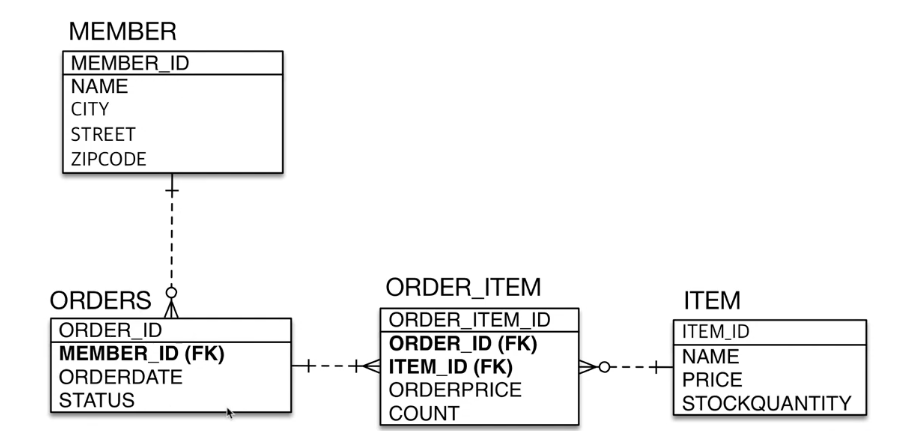 MEMBER
MEMBER_ID
NAME
CITY
STREET
ZIPCODE
ORDERS
ORDER_ID
MEMBER_ID (FK)
ORDERDATE
STATUS
ORDER_ITEM
ORDER_ITEM_ID
ORDER_ID (FK)
ITEM_ID (FK)
ORDERPRICE
COUNT
ITEM
ITEM_ID
NAME
PRICE
STOCKQUANTITY